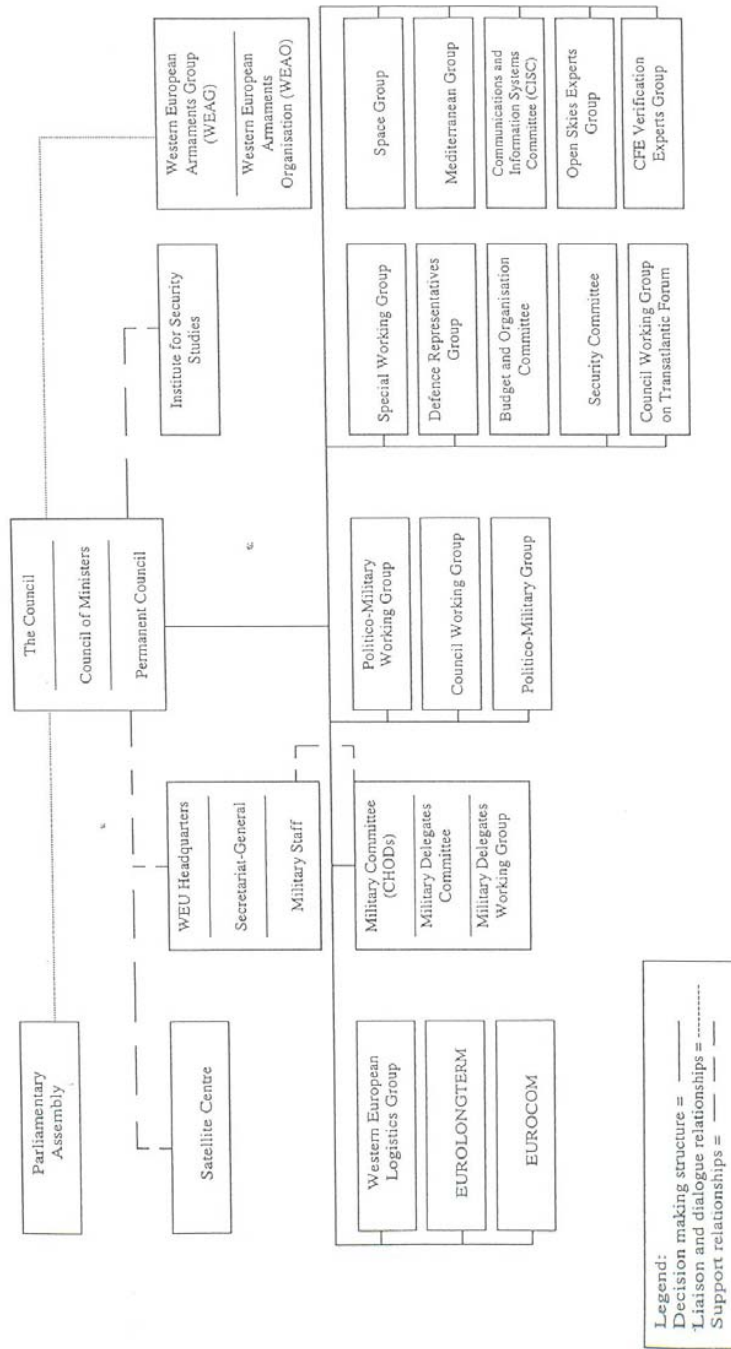 Parliamentary
Assembly
The Council
Council of Ministers
Permanent Council
Western European
Armaments Group
(WEAG)
Western European
Armaments
Organisation (WEAO)
Satellite Centre
WEU Headquarters
Secretariat-General
Military Staff
Institute for Security
Studies
Western European
Logistics Group
EUROLONGTERM
EUROCOM
Military Committee
(CHODs)
Military Delegates
Committee
Military Delegates
Working Group
Politico-Military
Working Group
Council Working Group
Politico-Military Group
Special Working Group
Defence Representatives
Group
Budget and Organisation
Committee
Security Committee
Council Working Group
on Transatlantic Forum
Space Group
Mediterranean Group
Communications and
Information Systems
Committee (CISC)
Open Skies Experts
Group
CFE Verification
Experts Group
Legend:
Decision making structure =
Liaison and dialogue relationships =
Support relationships =